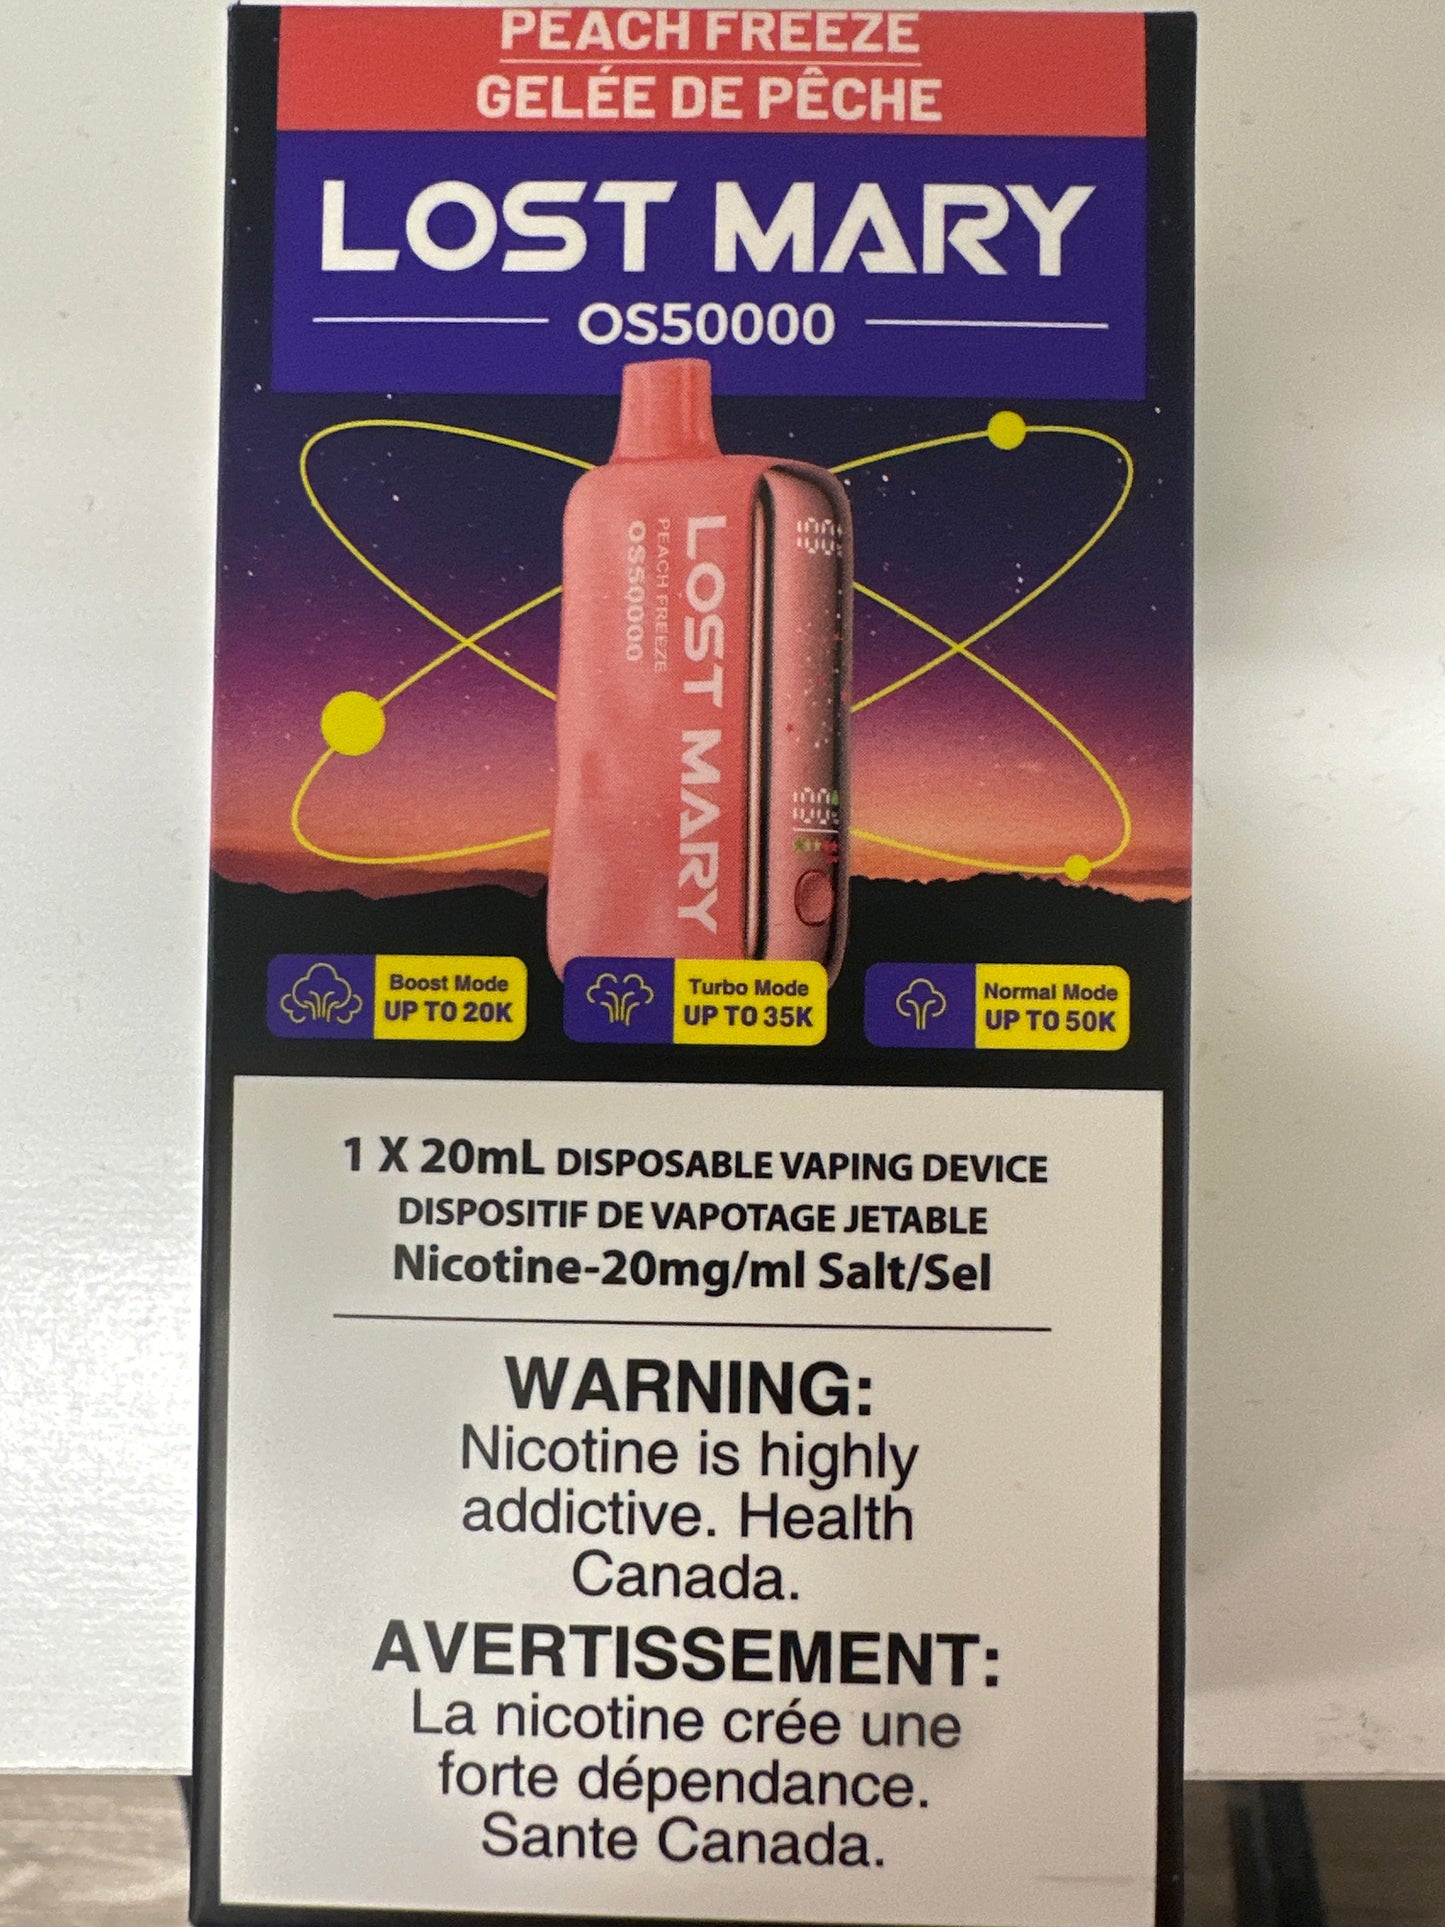 PEACH FREEZE
GELÉE DE PÊCHE
LOST MARY
OS50000
LOST MARY
PEACH FREEZE
OS50000
Boost Mode
UP TO 20K
Turbo Mode
UP TO 35K
Normal Mode
UP TO 50K
1 X 20mL DISPOSABLE VAPING DEVICE
DISPOSITIF DE VAPOTAGE JETABLE
Nicotine-20mg/ml Salt/Sel
WARNING:
Nicotine is highly
addictive. Health
Canada.
AVERTISSEMENT:
La nicotine crée une
forte dépendance.
Sante Canada.